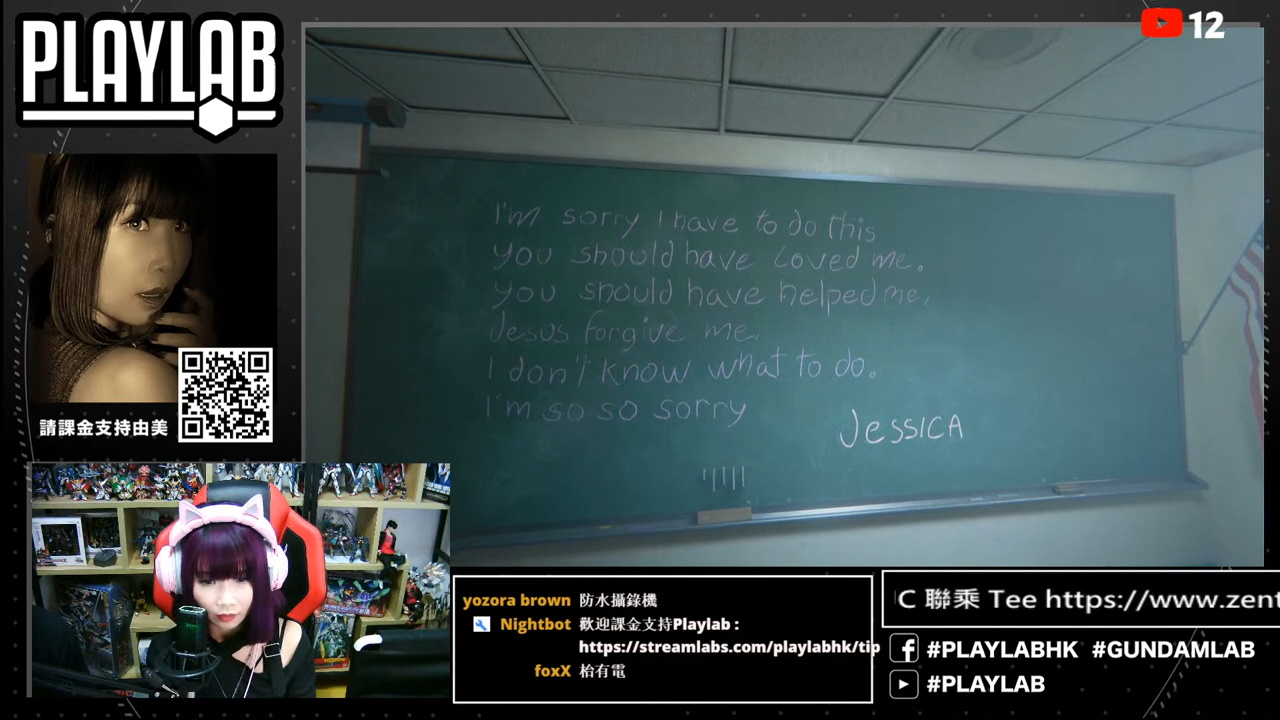 PLAYLAB
請課金支持由美
12
I'm sorry I have to do this
you should have Loved me.
you should have helped me,
Jesus forgive me,
I don't know what to do.
I'm so so sorry
JESSICA
yozora brown 防水攝錄機
Nightbot 歡迎課金支持Playlab :
https://streamlabs.com/playlabhk/tip
foxX 枱有電
C 聯乘 Tee https://www.zent
#PLAYLABHK #GUNDAMLAB
#PLAYLAB